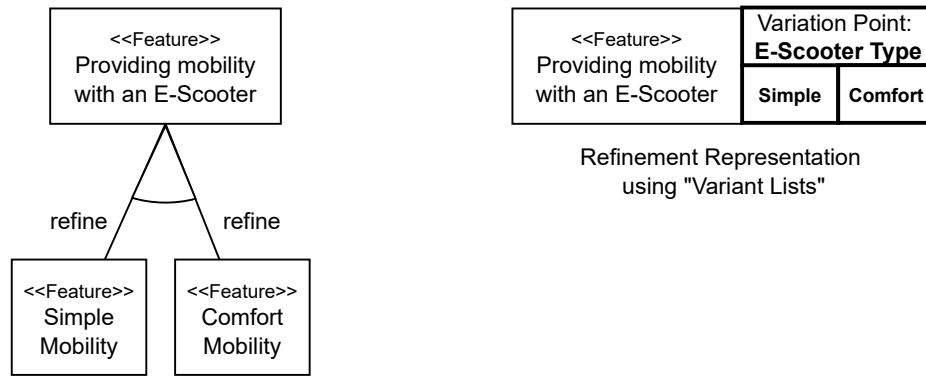 <<Feature>>
Providing mobility
with an E-Scooter
refine
refine
<<Feature>>
Simple
Mobility
<<Feature>>
Comfort
Mobility
<<Feature>>
Providing mobility
with an E-Scooter
Variation Point:
E-Scooter Type
Simple
Comfort
Refinement Representation
using "Variant Lists"